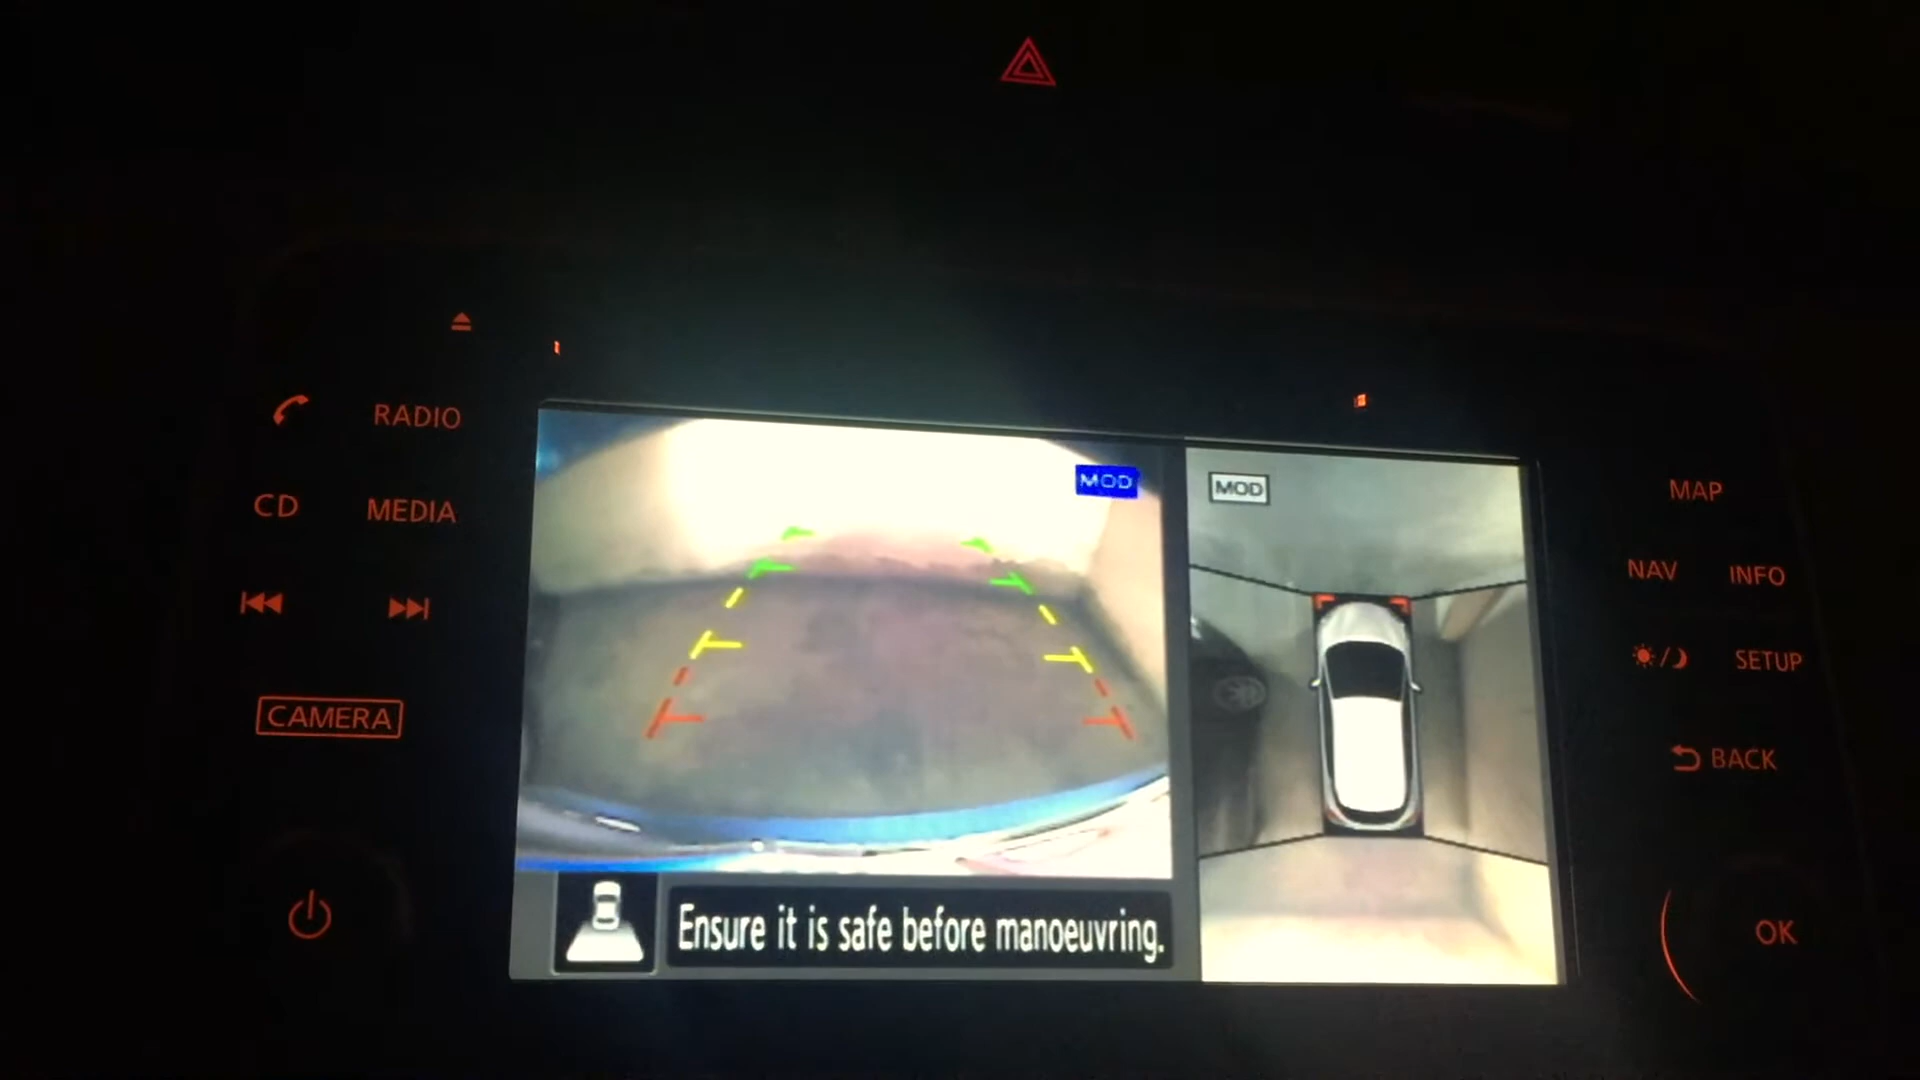 RADIO
CD
MEDIA
CAMERA
MOD
MOD
Ensure it is safe before manoeuvring.
MAP
NAV
INFO
SETUP
BACK
OK